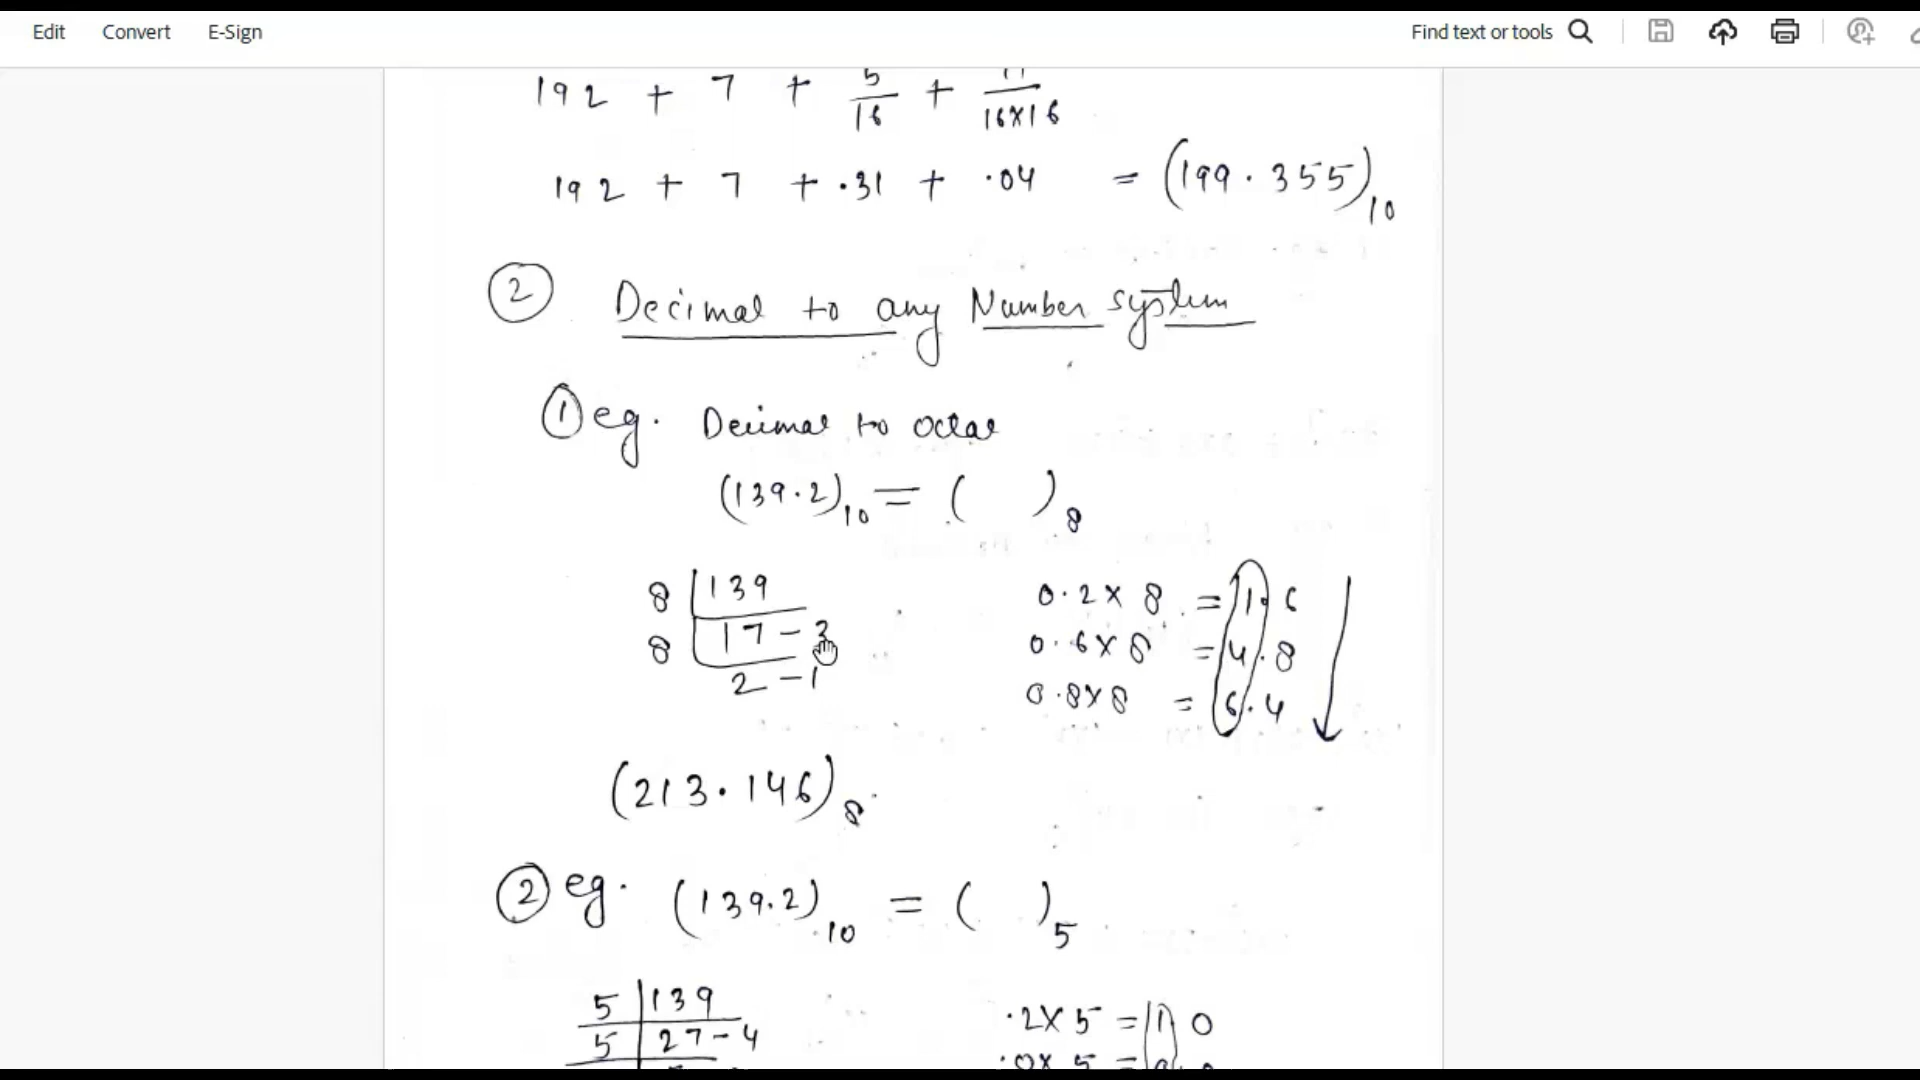 Edit Convert E-Sign Find text or tools
192 + 7 + 5/16 + 11/16×16
192 + 7 + .31 + .04 = (199.355)10
2 Decimal to any Number system
1 eg. Decimal to octal
(139.2)10 = ( )8
8 139 0.2 × 8 = 1.6
8 17 - 3 0.6 × 8 = 4.8
2 - 1 0.8 × 8 = 6.4
(213.146)8
2 eg. (139.2)10 = ( )5
5 139 .2 × 5 = 1 0
5 27 - 4 .0 × 5 =